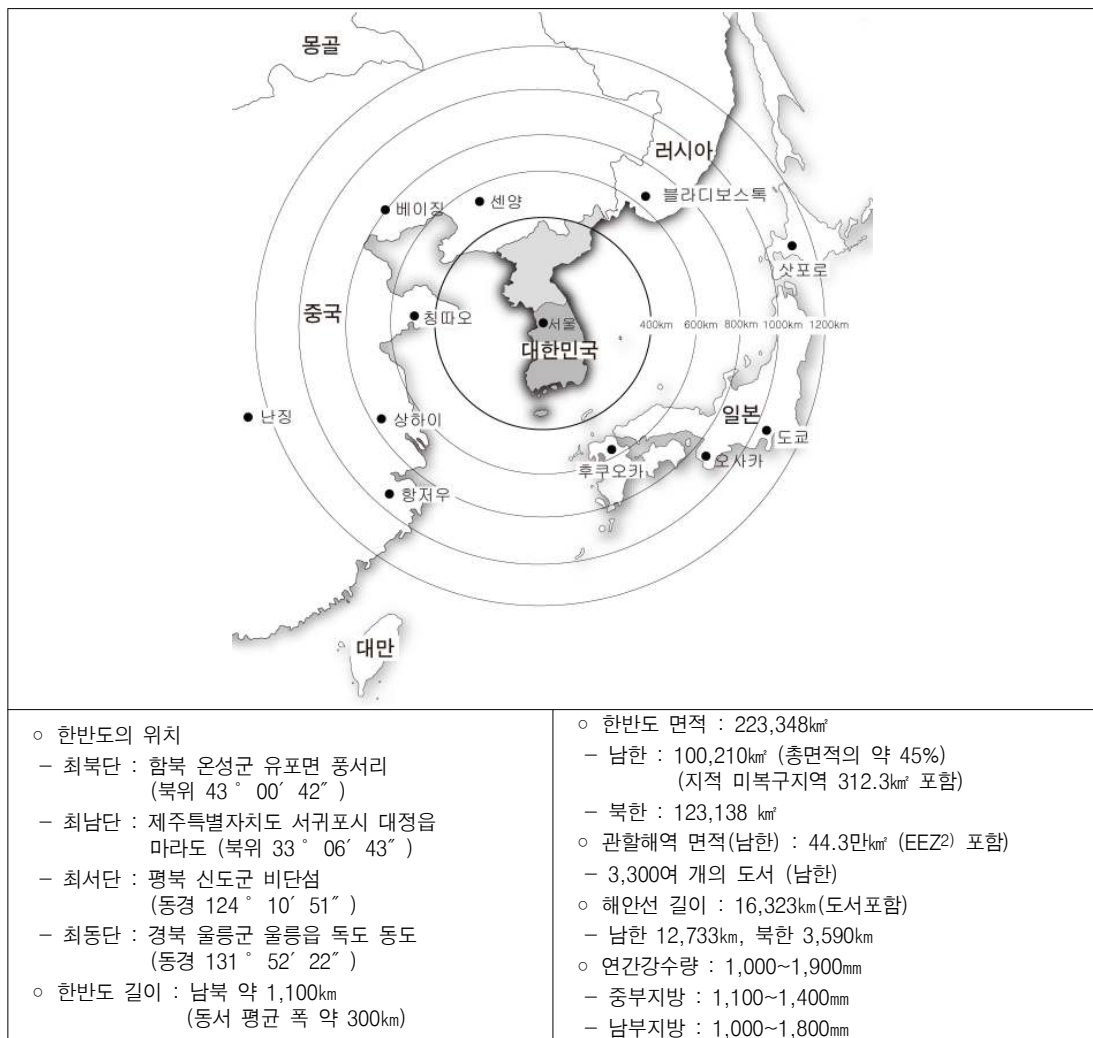 몽골
러시아
블라디보스톡
베이징
센양
삿포로
중국
칭따오
서울
400km 600km 800km 1000km 1200km
대한민국
난징
상하이
일본
도쿄
후쿠오카
오사카
항저우
대만
○ 한반도의 위치
－ 최북단 : 함북 온성군 유포면 풍서리
(북위 43 ° 00′ 42″ )
－ 최남단 : 제주특별자치도 서귀포시 대정읍
마라도 (북위 33 ° 06′ 43″ )
－ 최서단 : 평북 신도군 비단섬
(동경 124 ° 10′ 51″ )
－ 최동단 : 경북 울릉군 울릉읍 독도 동도
(동경 131 ° 52′ 22″ )
○ 한반도 길이 : 남북 약 1,100㎞
(동서 평균 폭 약 300㎞)
○ 한반도 면적 : 223,348㎢
－ 남한 : 100,210㎢ (총면적의 약 45%)
(지적 미복구지역 312.3㎢ 포함)
－ 북한 : 123,138 ㎢
○ 관할해역 면적(남한) : 44.3만㎢ (EEZ2) 포함)
－ 3,300여 개의 도서 (남한)
○ 해안선 길이 : 16,323㎞(도서포함)
－ 남한 12,733㎞, 북한 3,590㎞
○ 연간강수량 : 1,000~1,900㎜
－ 중부지방 : 1,100~1,400㎜
－ 남부지방 : 1,000~1,800㎜